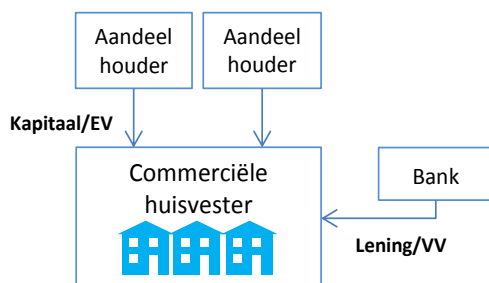 Aandeel
houder
Aandeel
houder
Kapitaal/EV
Commerciële
huisvester
Bank
Lening/VV